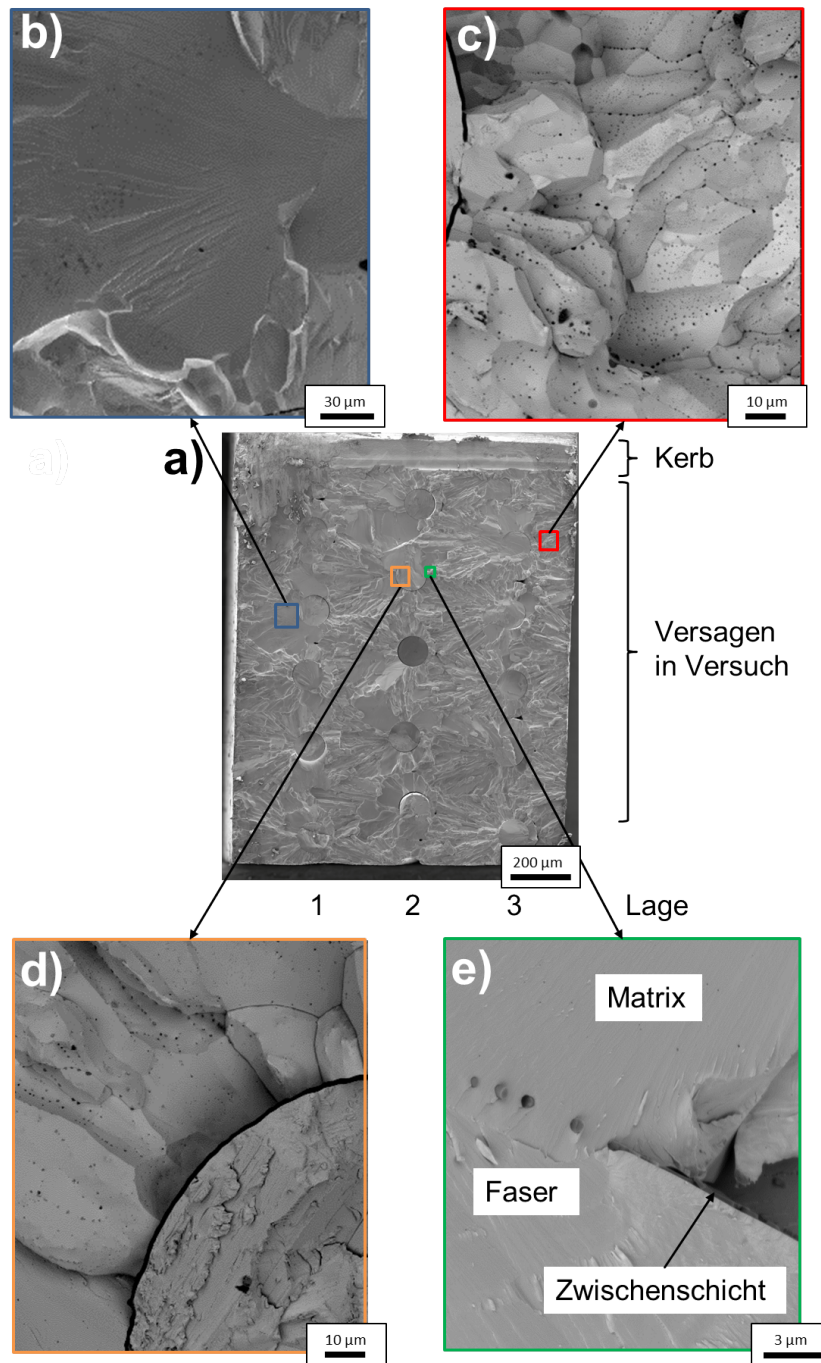 b)
c)
30 µm
10 µm
a)
a)
Kerb
Versagen
in Versuch
200 µm
1 2 3 Lage
d)
e)
Matrix
Faser
Zwischenschicht
10 µm
3 µm